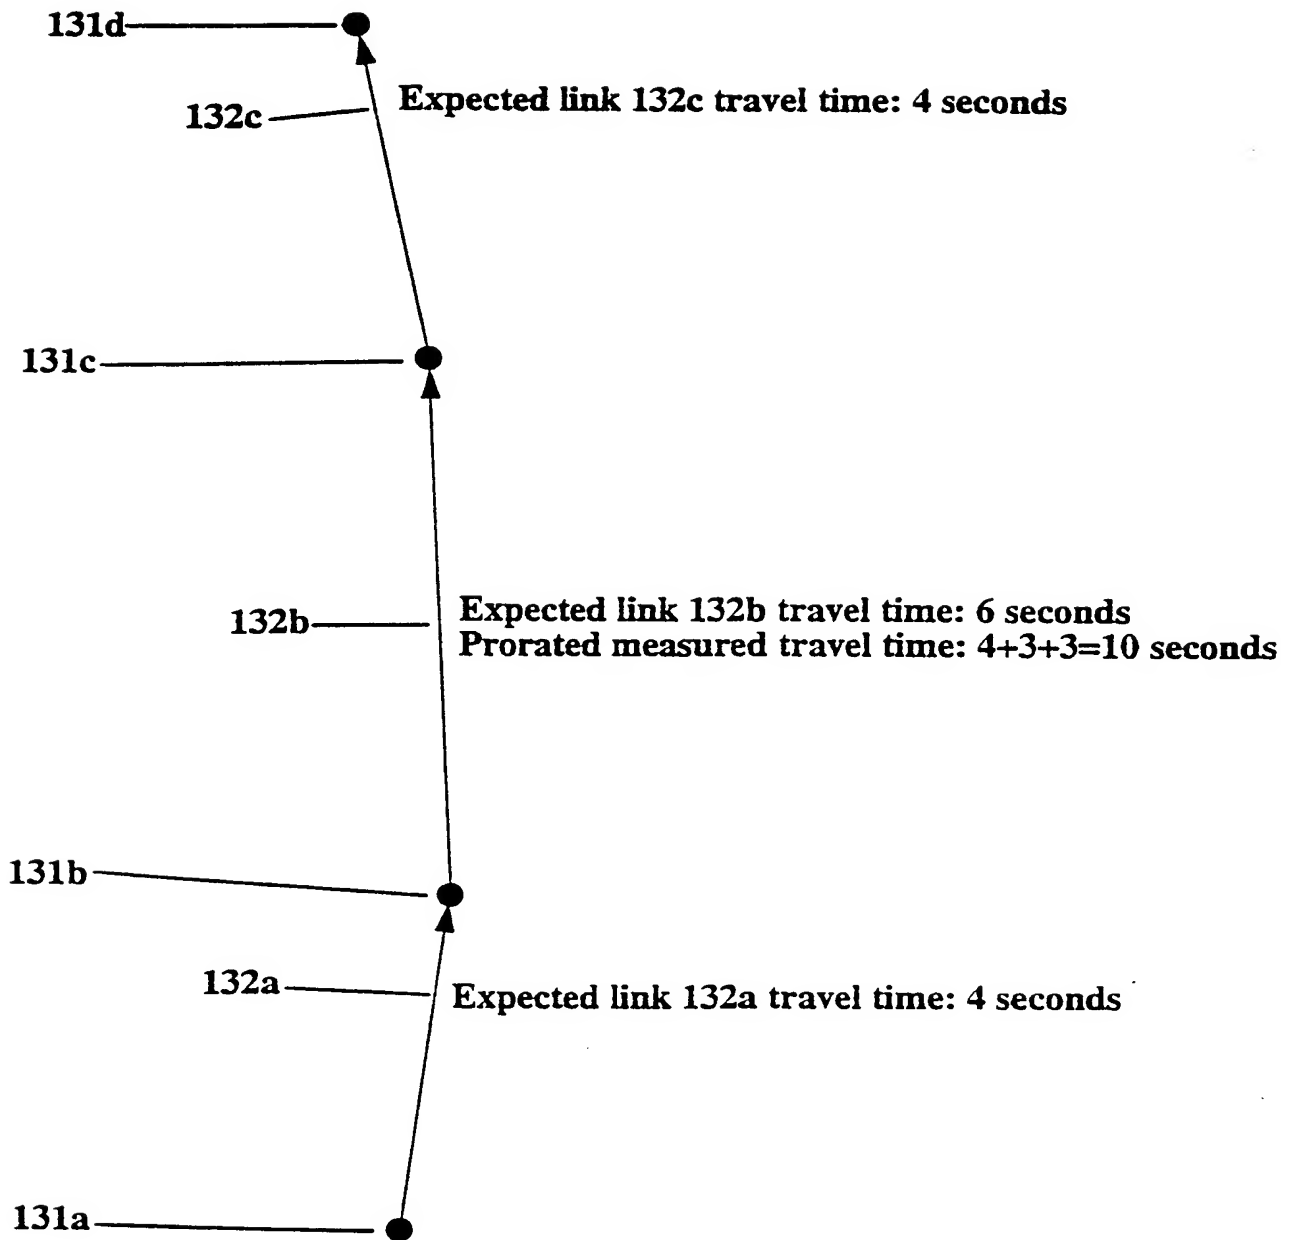 131d
132c
Expected link 132c travel time: 4 seconds
131c
132b
Expected link 132b travel time: 6 seconds
Prorated measured travel time: 4+3+3=10 seconds
131b
132a
Expected link 132a travel time: 4 seconds
131a